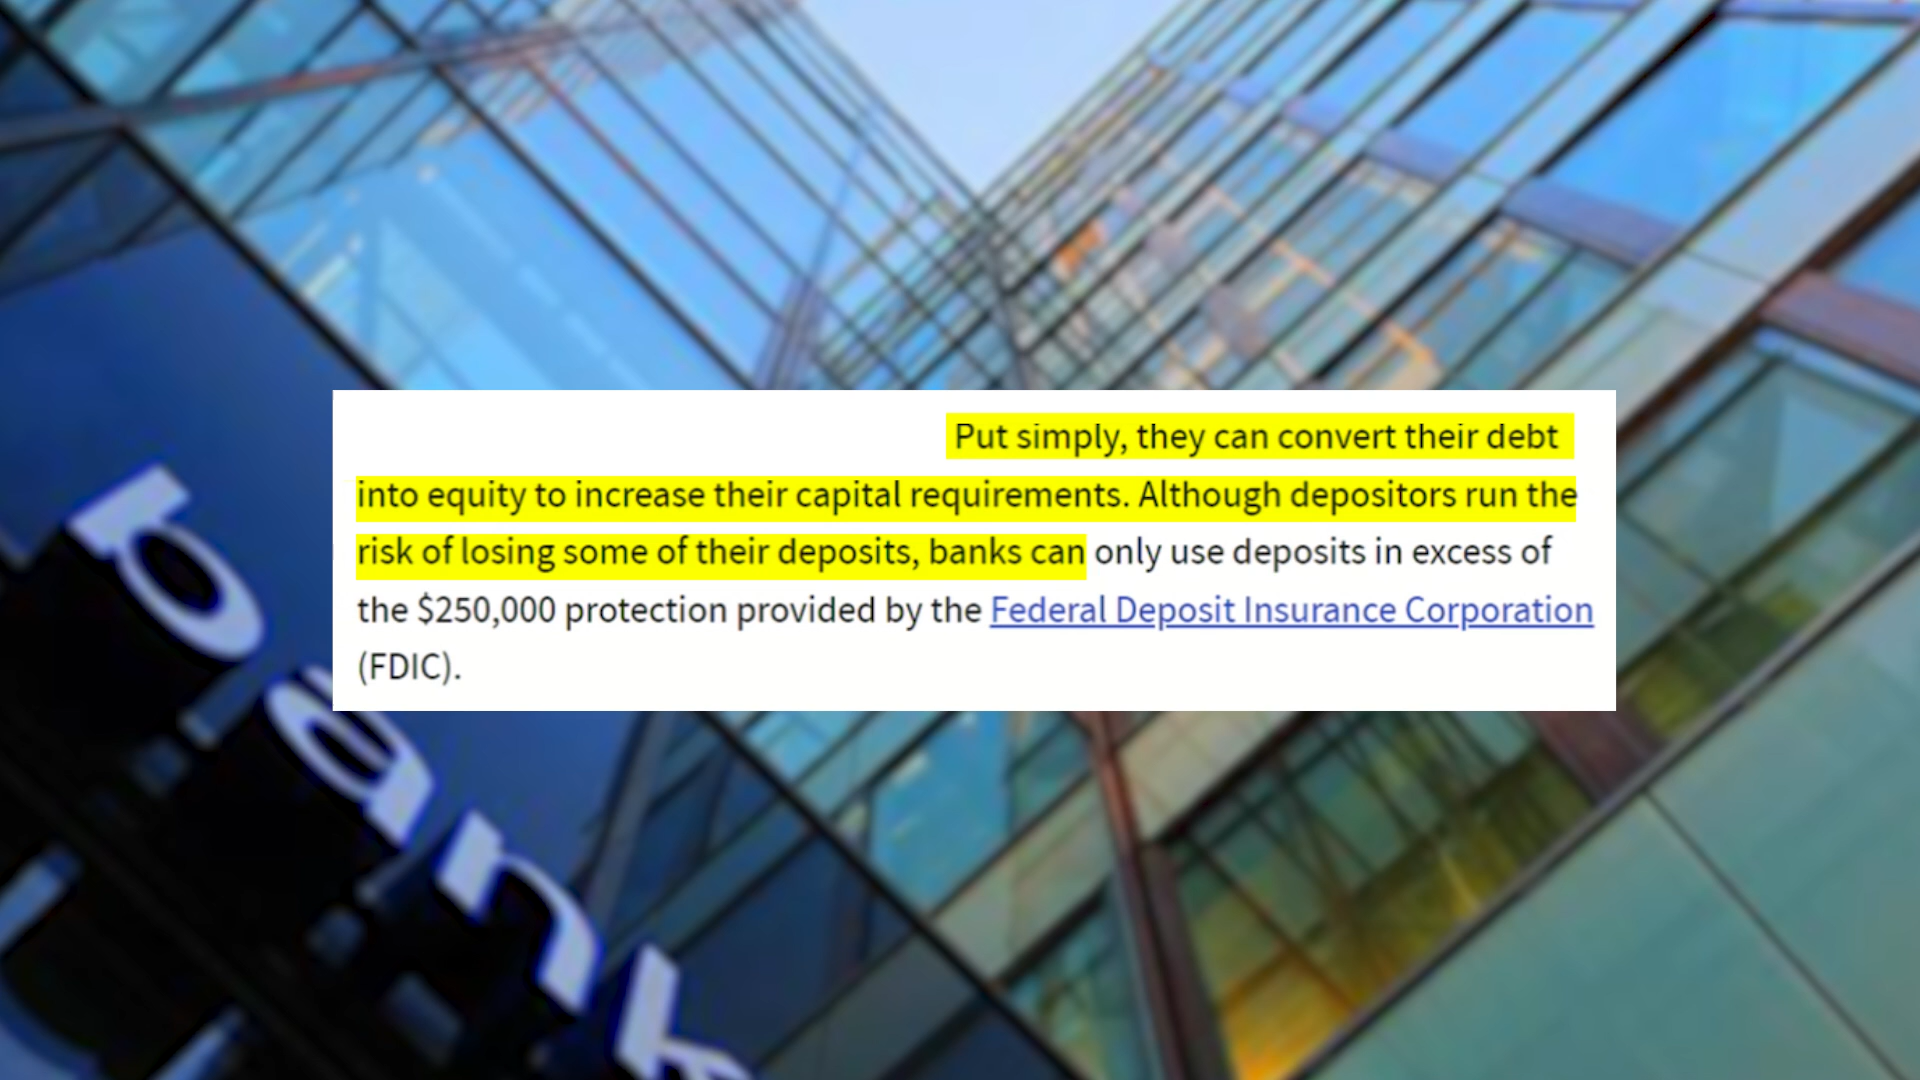 Put simply, they can convert their debt
into equity to increase their capital requirements. Although depositors run the
risk of losing some of their deposits, banks can only use deposits in excess of
the $250,000 protection provided by the Federal Deposit Insurance Corporation
(FDIC).
bank